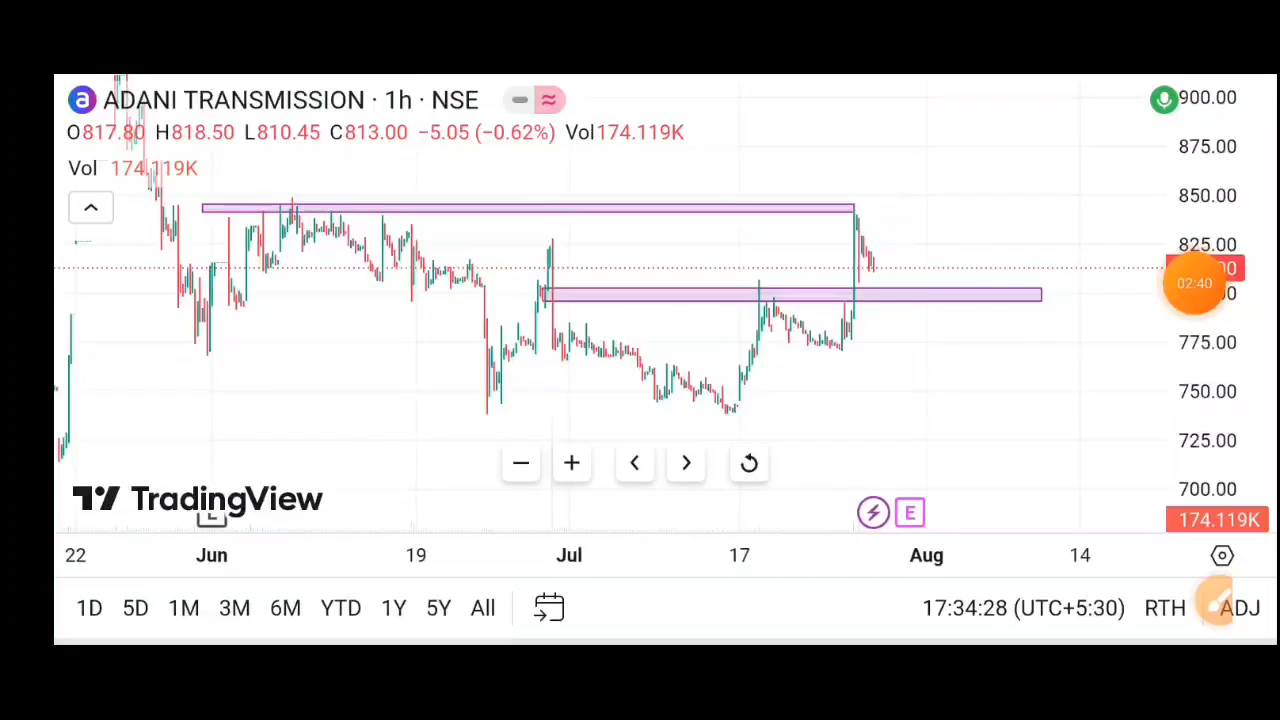 ADANI TRANSMISSION · 1h · NSE
O817.80 H818.50 L810.45 C813.00 −5.05 (−0.62%) Vol174.119K
Vol 174.119K
900.00
875.00
850.00
825.00
02:40
775.00
750.00
725.00
700.00
174.119K
TradingView
E
22 Jun 19 Jul 17 Aug 14
1D 5D 1M 3M 6M YTD 1Y 5Y All
17:34:28 (UTC+5:30) RTH ADJ